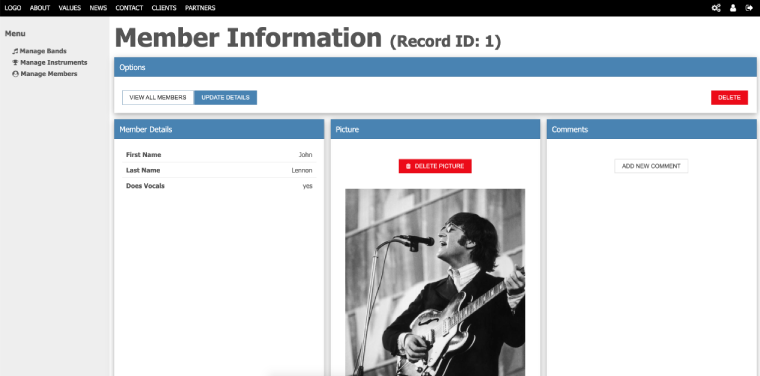 LOGO ABOUT VALUES NEWS CONTACT CLIENTS PARTNERS
Menu
Manage Bands
Manage Instruments
Manage Members
Member Information (Record ID: 1)
Options
VIEW ALL MEMBERS UPDATE DETAILS DELETE
Member Details
First Name John
Last Name Lennon
Does Vocals yes
Picture
DELETE PICTURE
Comments
ADD NEW COMMENT